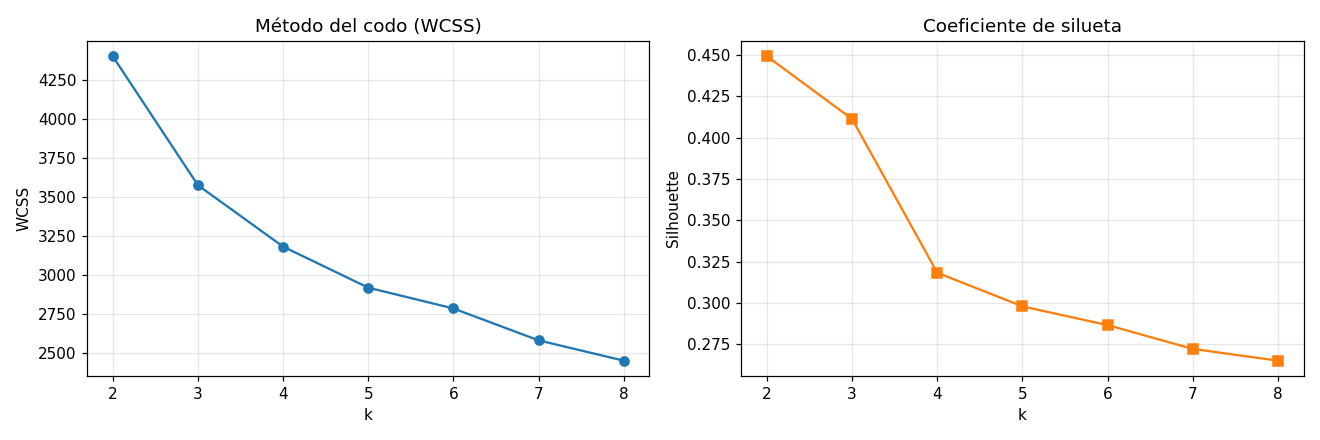 Método del codo (WCSS)
WCSS
4250
4000
3750
3500
3250
3000
2750
2500
2 3 4 5 6 7 8
k
Coeficiente de silueta
Silhouette
0.450
0.425
0.400
0.375
0.350
0.325
0.300
0.275
2 3 4 5 6 7 8
k